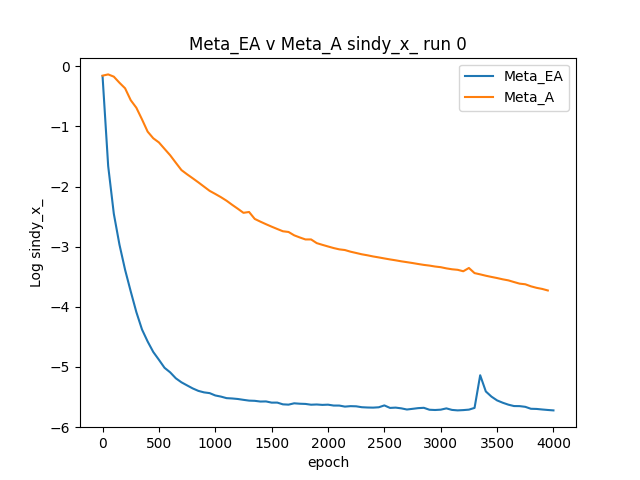 Meta_EA v Meta_A sindy_x_ run 0
Meta_EA
Meta_A
Log sindy_x_
0
−1
−2
−3
−4
−5
−6
0 500 1000 1500 2000 2500 3000 3500 4000
epoch